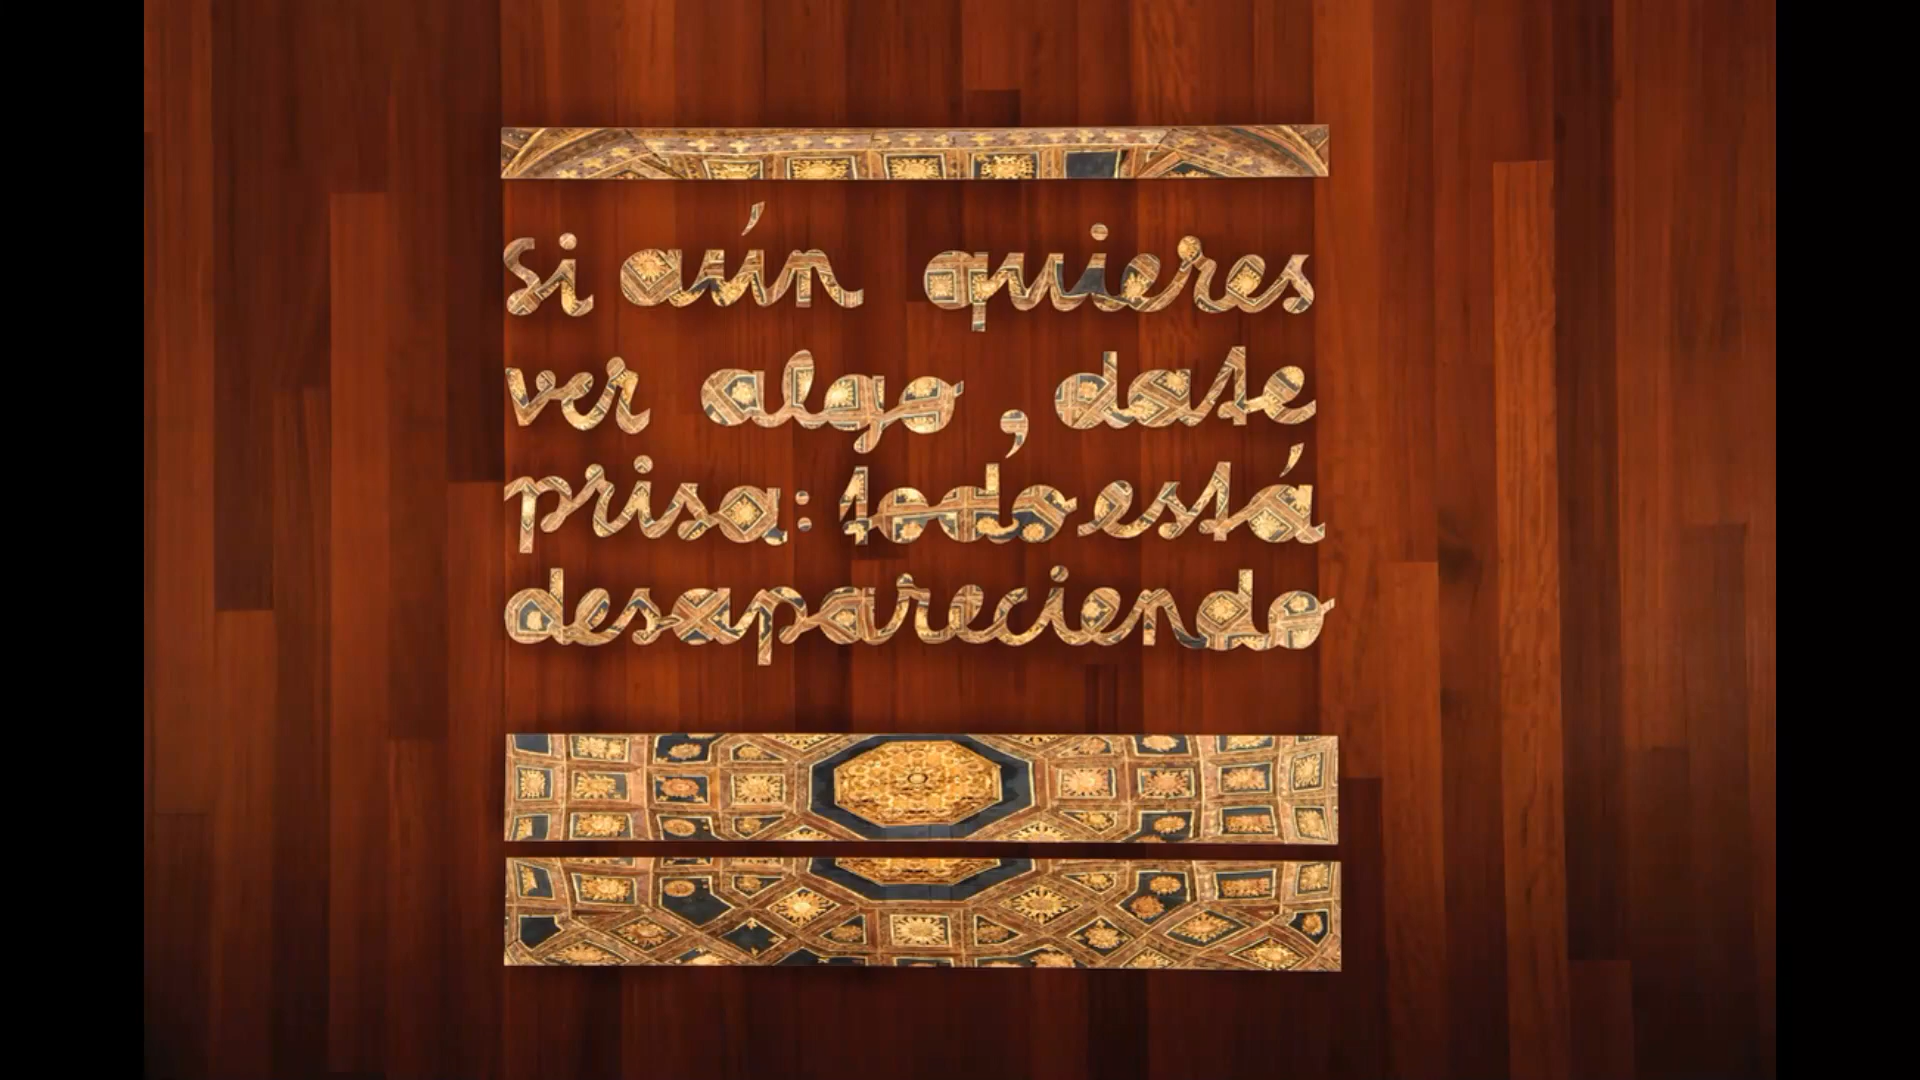 si aún quieres
ver algo, date
prisa: todo está
desapareciendo